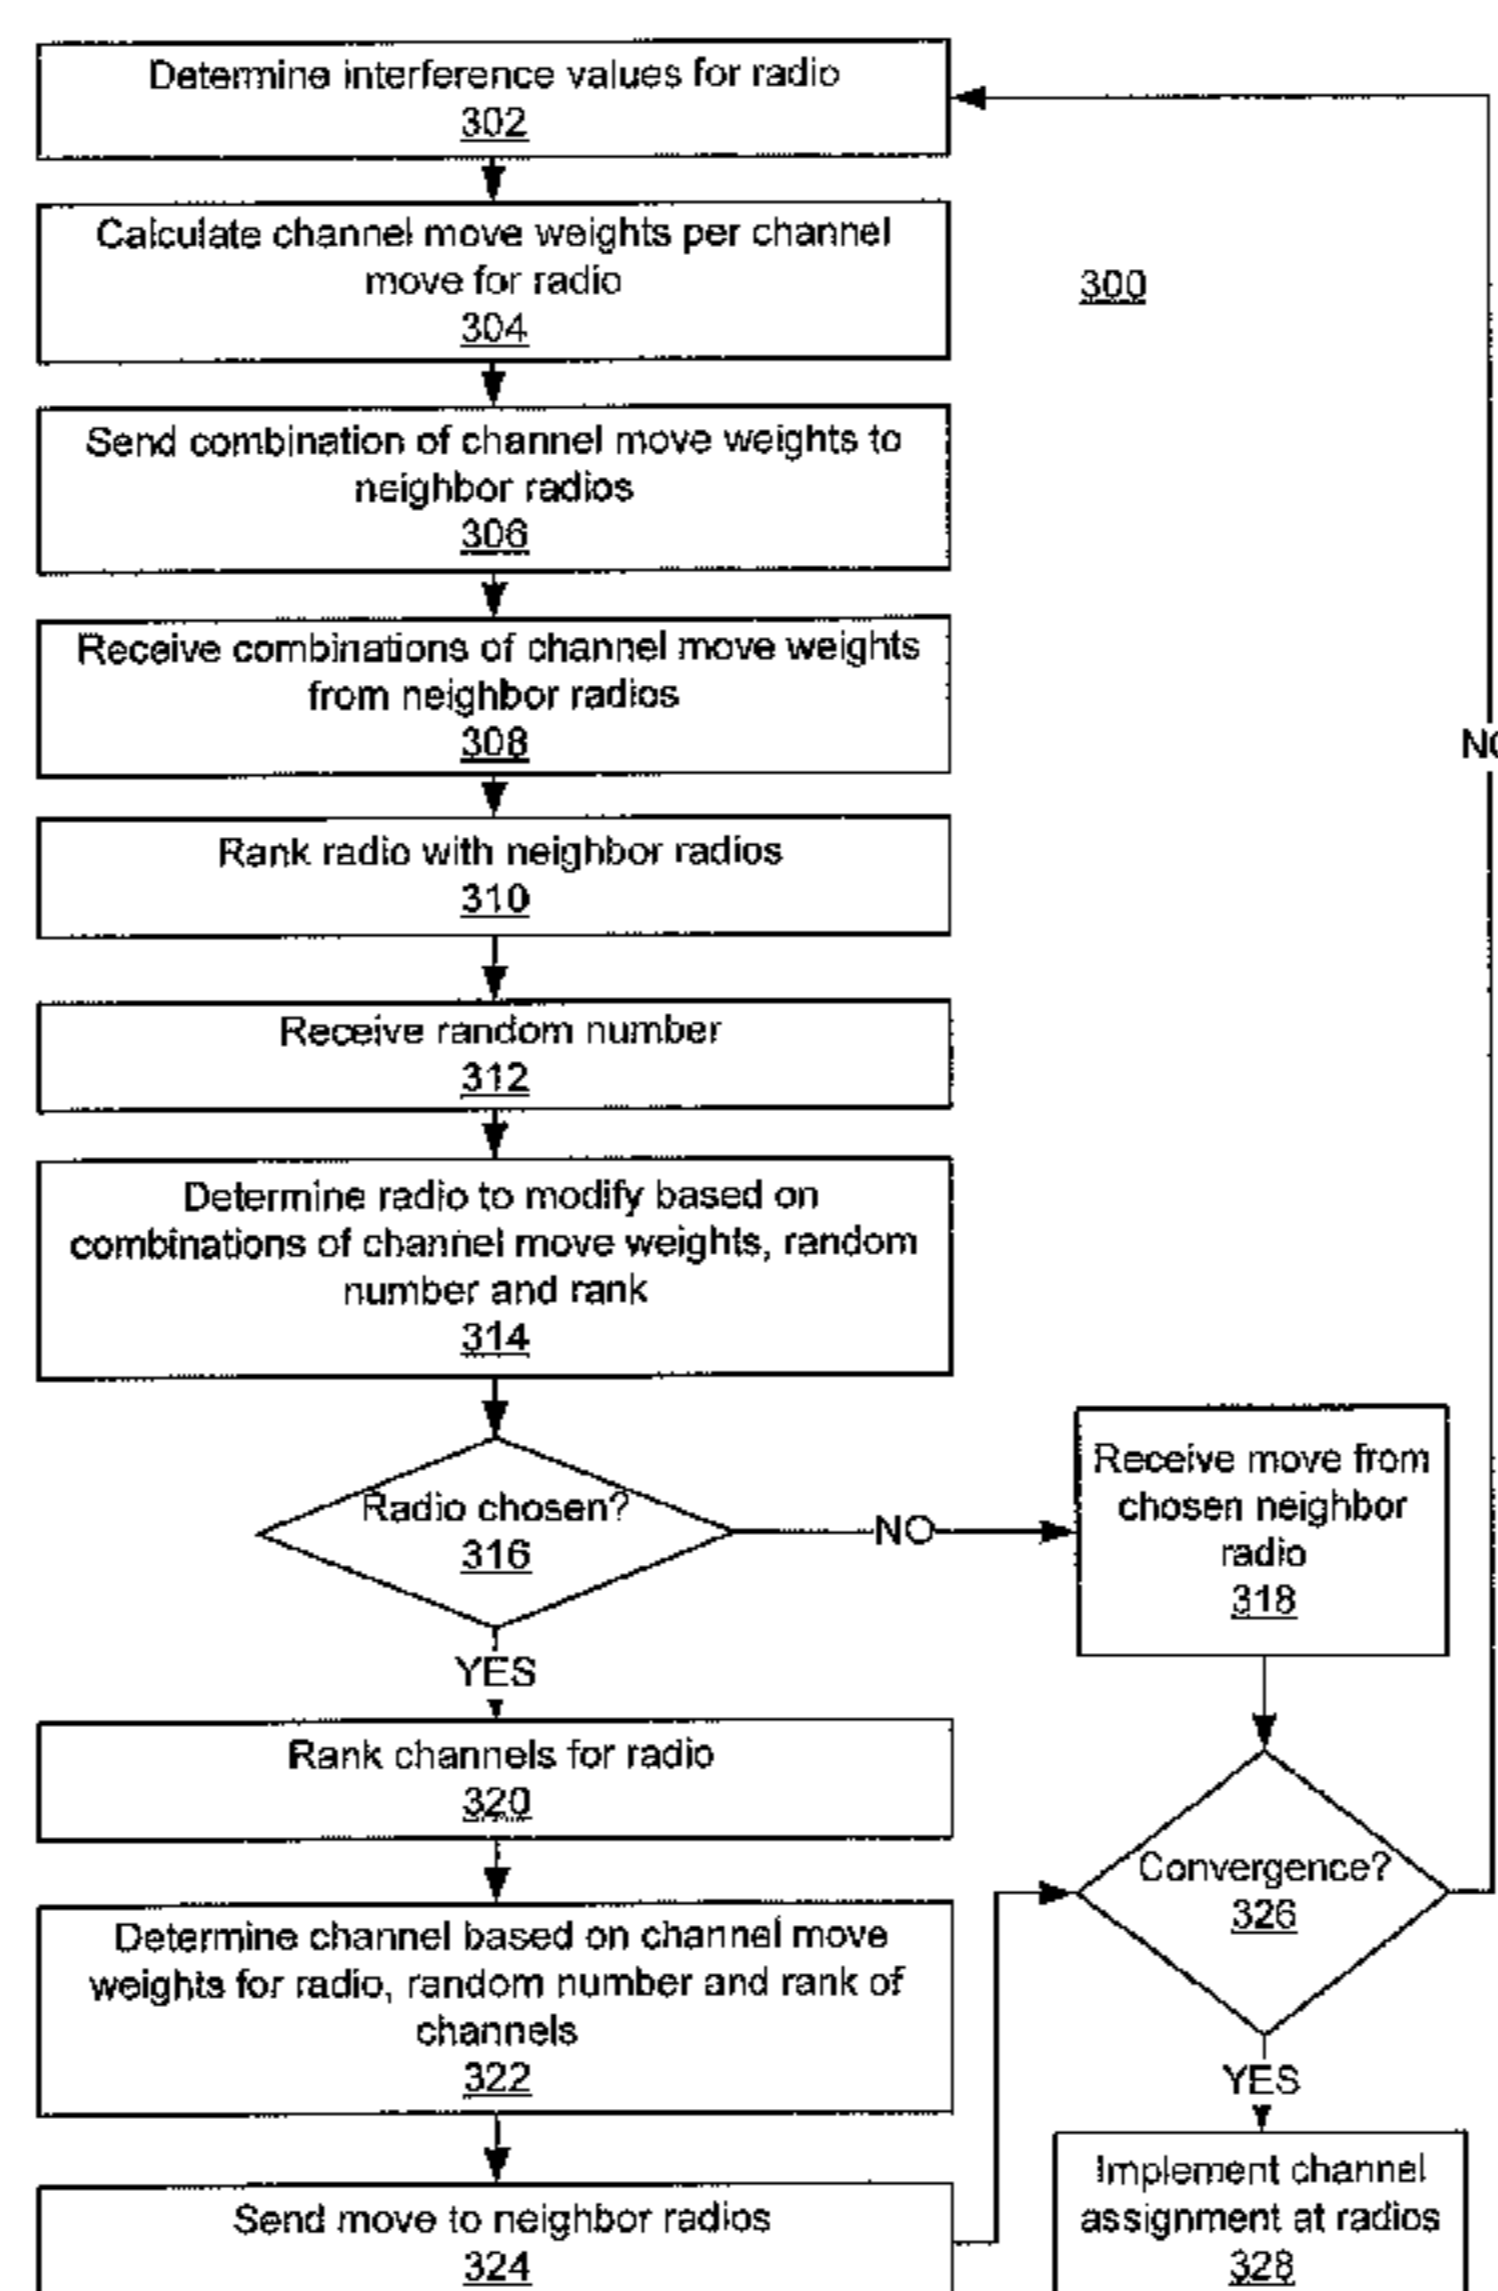 Determine interference values for radio
302
Calculate channel move weights per channel
move for radio
304
300
Send combination of channel move weights to
neighbor radios
306
Receive combinations of channel move weights
from neighbor radios
308
Rank radio with neighbor radios
310
Receive random number
312
Determine radio to modify based on
combinations of channel move weights, random
number and rank
314
Radio chosen?
316
NO
Receive move from
chosen neighbor
radio
318
YES
Rank channels for radio
320
Determine channel based on channel move
weights for radio, random number and rank of
channels
322
Send move to neighbor radios
324
Convergence?
326
YES
Implement channel
assignment at radios
328